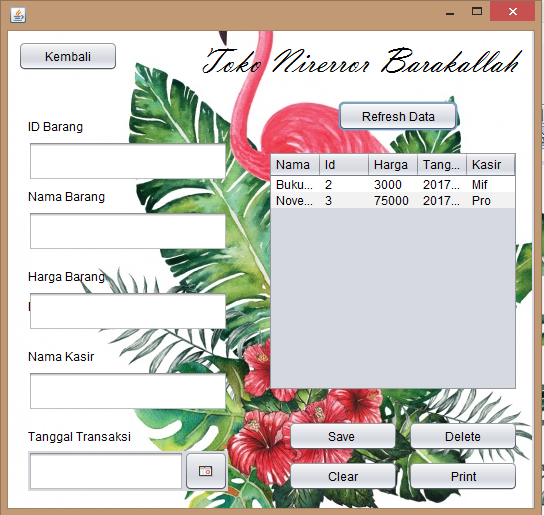 Kembali
Toko Nirerror Barakallah
Refresh Data
ID Barang
Nama Barang
Harga Barang
Nama Kasir
Tanggal Transaksi
Nama Id Harga Tang... Kasir
Buku... 2 3000 2017... Mif
Nove... 3 75000 2017... Pro
Save Delete
Clear Print